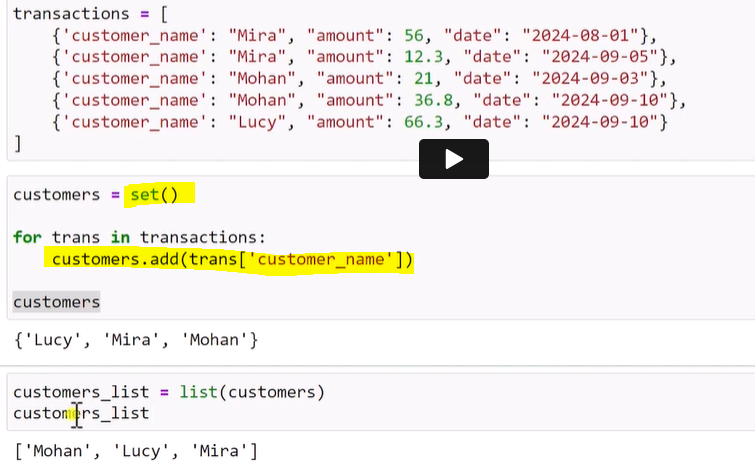 transactions = [
    {'customer_name': "Mira", "amount": 56, "date": "2024-08-01"},
    {'customer_name': "Mira", "amount": 12.3, "date": "2024-09-05"},
    {'customer_name': "Mohan", "amount": 21, "date": "2024-09-03"},
    {'customer_name': "Mohan", "amount": 36.8, "date": "2024-09-10"},
    {'customer_name': "Lucy", "amount": 66.3, "date": "2024-09-10"}
]
customers = set()
for trans in transactions:
    customers.add(trans['customer_name'])
customers
{'Lucy', 'Mira', 'Mohan'}
customers_list = list(customers)
customers_list
['Mohan', 'Lucy', 'Mira']